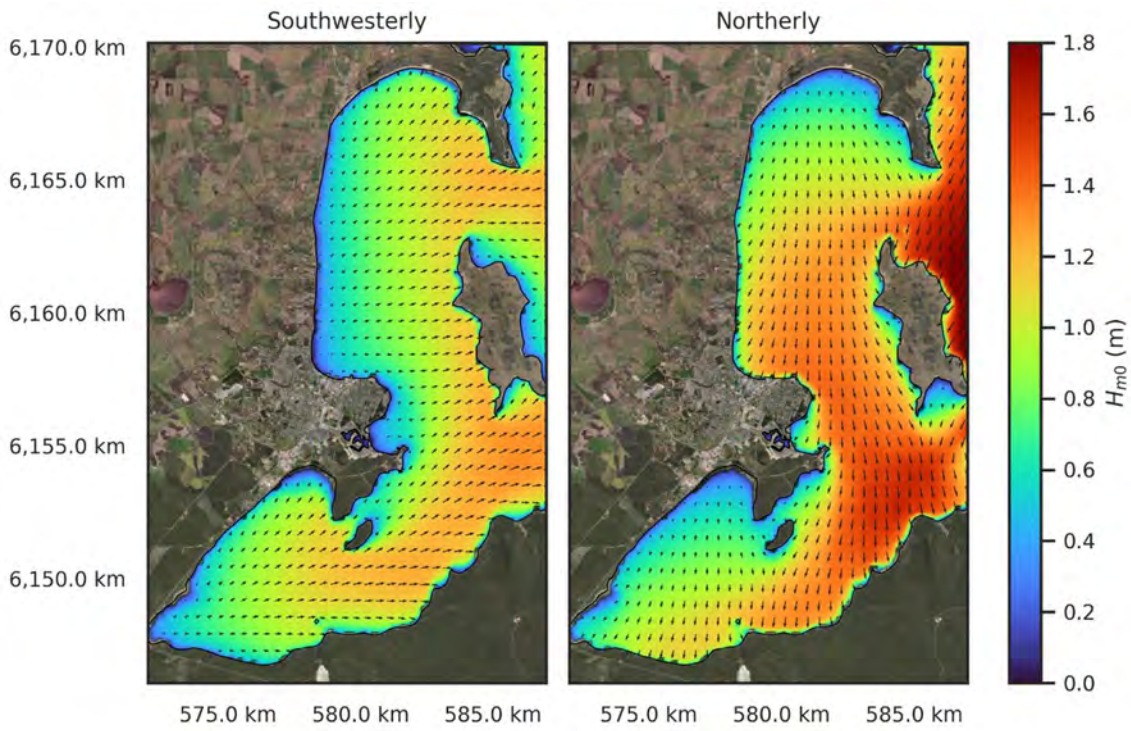 Southwesterly
Northerly
6,170.0 km
6,165.0 km
6,160.0 km
6,155.0 km
6,150.0 km
575.0 km
580.0 km
585.0 km
575.0 km
580.0 km
585.0 km
1.8
1.6
1.4
1.2
1.0
0.8
0.6
0.4
0.2
0.0
H_{m0} (m)